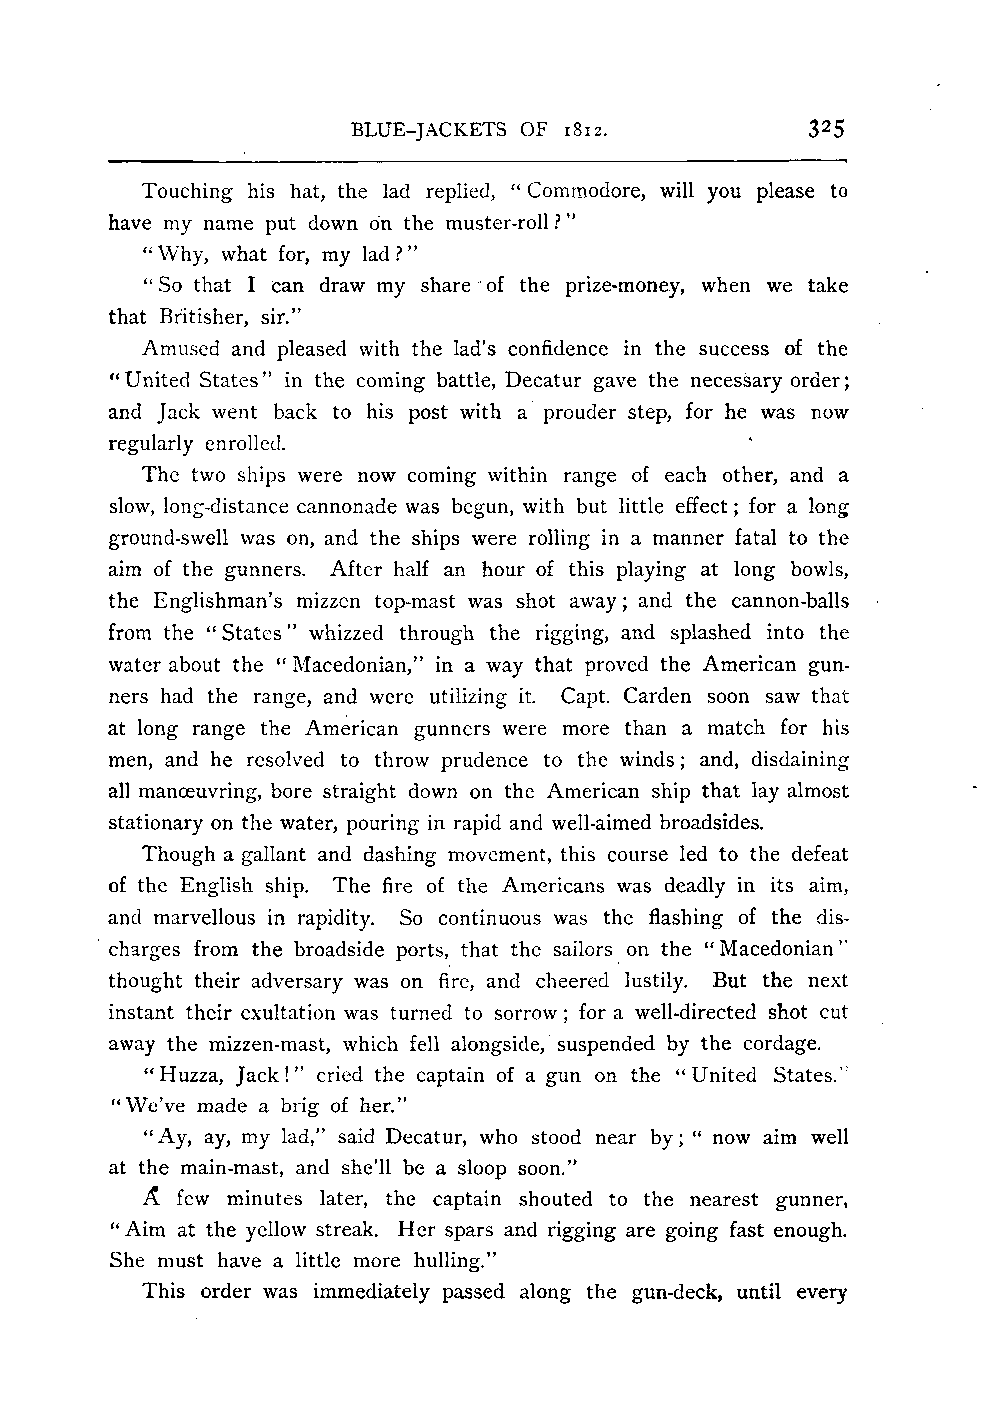 BLUE-JACKETS OF 1812. 325
Touching his hat, the lad replied, “Commodore, will you please to
have my name put down on the muster-roll?”
“Why, what for, my lad?”
“So that I can draw my share of the prize-money, when we take
that Britisher, sir.”
Amused and pleased with the lad's confidence in the success of the
“United States” in the coming battle, Decatur gave the necessary order;
and Jack went back to his post with a prouder step, for he was now
regularly enrolled.
The two ships were now coming within range of each other, and a
slow, long-distance cannonade was begun, with but little effect; for a long
ground-swell was on, and the ships were rolling in a manner fatal to the
aim of the gunners. After half an hour of this playing at long bowls,
the Englishman's mizzen top-mast was shot away; and the cannon-balls
from the “States” whizzed through the rigging, and splashed into the
water about the “Macedonian,” in a way that proved the American gun-
ners had the range, and were utilizing it. Capt. Carden soon saw that
at long range the American gunners were more than a match for his
men, and he resolved to throw prudence to the winds; and, disdaining
all manœuvring, bore straight down on the American ship that lay almost
stationary on the water, pouring in rapid and well-aimed broadsides.
Though a gallant and dashing movement, this course led to the defeat
of the English ship. The fire of the Americans was deadly in its aim,
and marvellous in rapidity. So continuous was the flashing of the dis-
charges from the broadside ports, that the sailors on the “Macedonian”
thought their adversary was on fire, and cheered lustily. But the next
instant their exultation was turned to sorrow; for a well-directed shot cut
away the mizzen-mast, which fell alongside, suspended by the cordage.
“Huzza, Jack!” cried the captain of a gun on the “United States.”
“We've made a brig of her.”
“Ay, ay, my lad,” said Decatur, who stood near by; “now aim well
at the main-mast, and she'll be a sloop soon.”
A few minutes later, the captain shouted to the nearest gunner,
“Aim at the yellow streak. Her spars and rigging are going fast enough.
She must have a little more hulling.”
This order was immediately passed along the gun-deck, until every